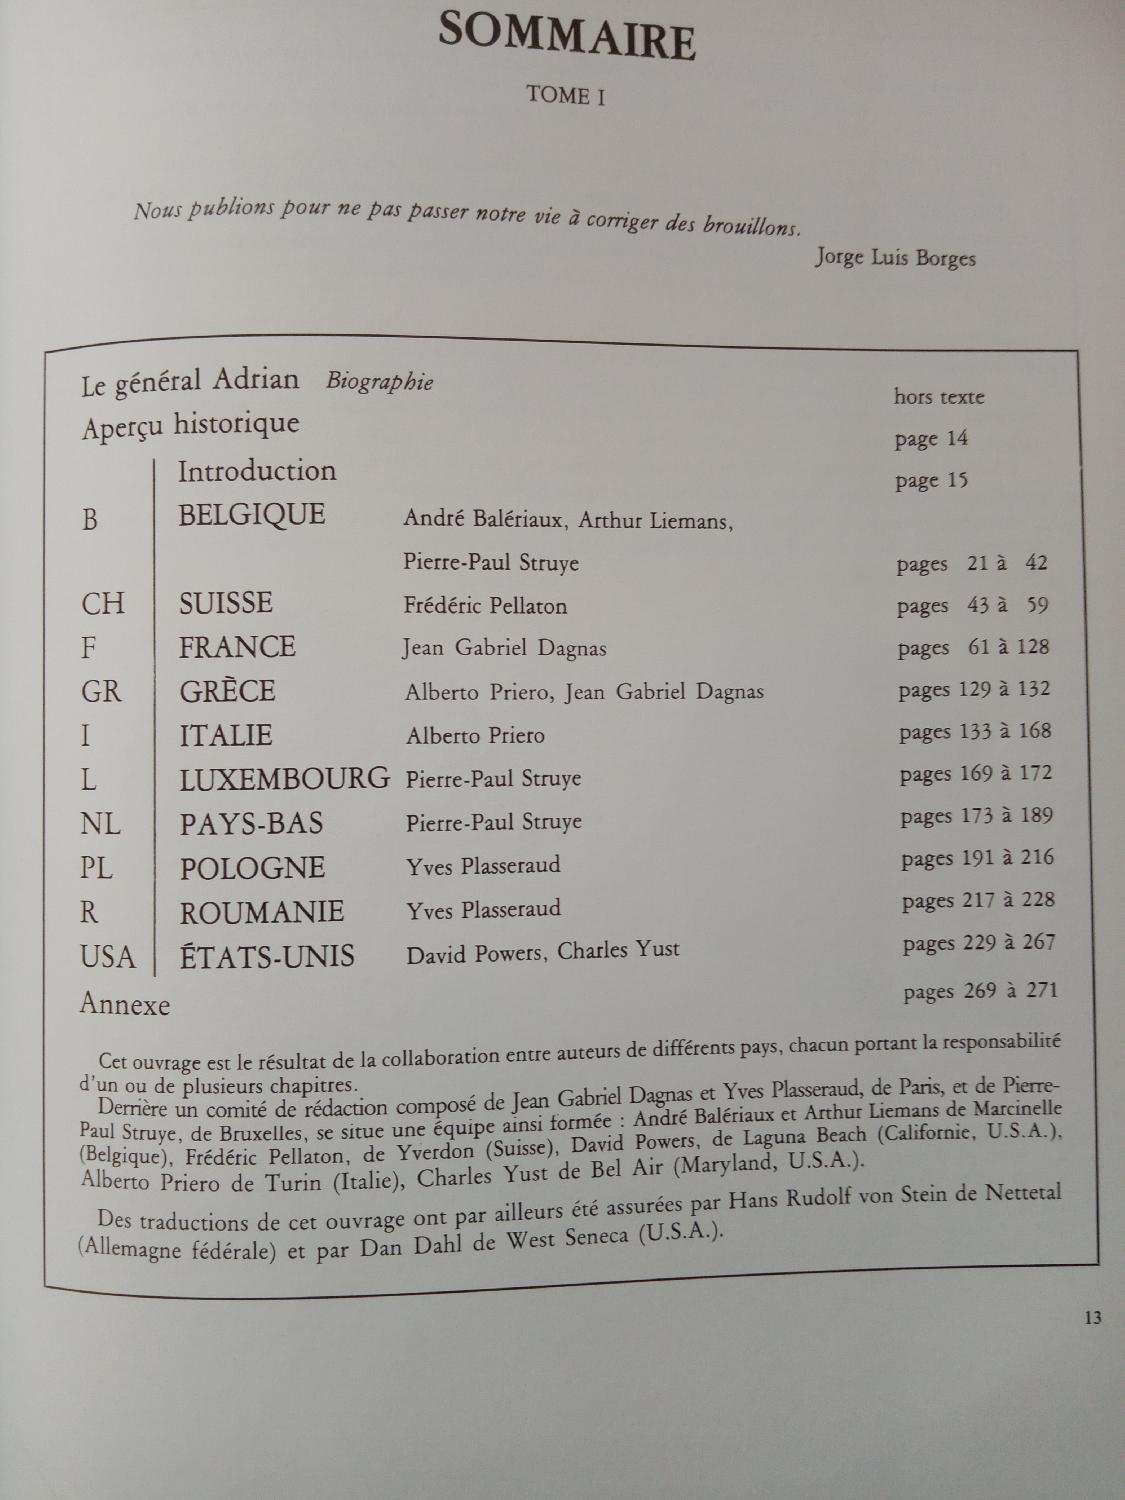 SOMMAIRE
TOME I
Nous publions pour ne pas passer notre vie à corriger des brouillons.
Jorge Luis Borges
Le général Adrian Biographie hors texte
Aperçu historique page 14
Introduction page 15
B BELGIQUE André Balériaux, Arthur Liemans,
Pierre-Paul Struye pages 21 à 42
CH SUISSE Frédéric Pellaton pages 43 à 59
F FRANCE Jean Gabriel Dagnas pages 61 à 128
GR GRÈCE Alberto Priero, Jean Gabriel Dagnas pages 129 à 132
I ITALIE Alberto Priero pages 133 à 168
L LUXEMBOURG Pierre-Paul Struye pages 169 à 172
NL PAYS-BAS Pierre-Paul Struye pages 173 à 189
PL POLOGNE Yves Plasseraud pages 191 à 216
R ROUMANIE Yves Plasseraud pages 217 à 228
USA ÉTATS-UNIS David Powers, Charles Yust pages 229 à 267
Annexe pages 269 à 271
Cet ouvrage est le résultat de la collaboration entre auteurs de différents pays, chacun portant la responsabilité
d'un ou de plusieurs chapitres.
Derrière un comité de rédaction composé de Jean Gabriel Dagnas et Yves Plasseraud, de Paris, et de Pierre-
Paul Struye, de Bruxelles, se situe une équipe ainsi formée : André Balériaux et Arthur Liemans de Marcinelle
(Belgique), Frédéric Pellaton, de Yverdon (Suisse), David Powers, de Laguna Beach (Californie, U.S.A.),
Alberto Priero de Turin (Italie), Charles Yust de Bel Air (Maryland, U.S.A.).
Des traductions de cet ouvrage ont par ailleurs été assurées par Hans Rudolf von Stein de Nettetal
(Allemagne fédérale) et par Dan Dahl de West Seneca (U.S.A.).
13